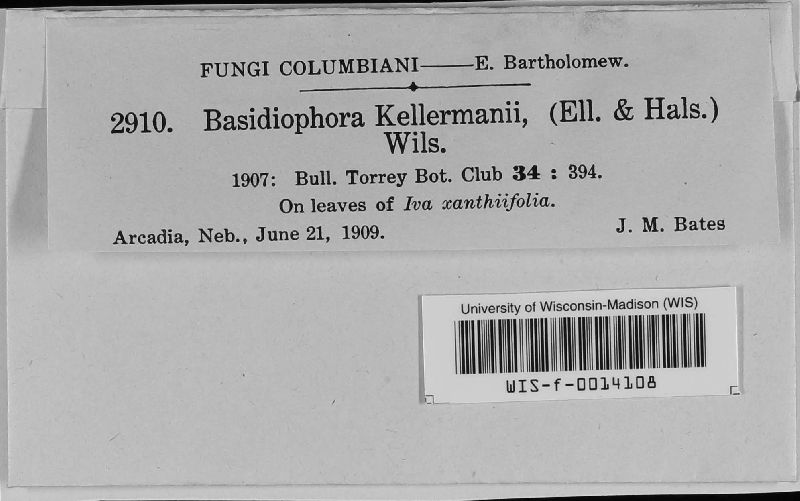 FUNGI COLUMBIANI——E. Bartholomew.
2910. Basidiophora Kellermanii, (Ell. & Hals.)
Wils.
1907: Bull. Torrey Bot. Club 34 : 394.
On leaves of Iva xanthiifolia.
Arcadia, Neb., June 21, 1909. J. M. Bates
University of Wisconsin-Madison (WIS)
WIS-f-0014108